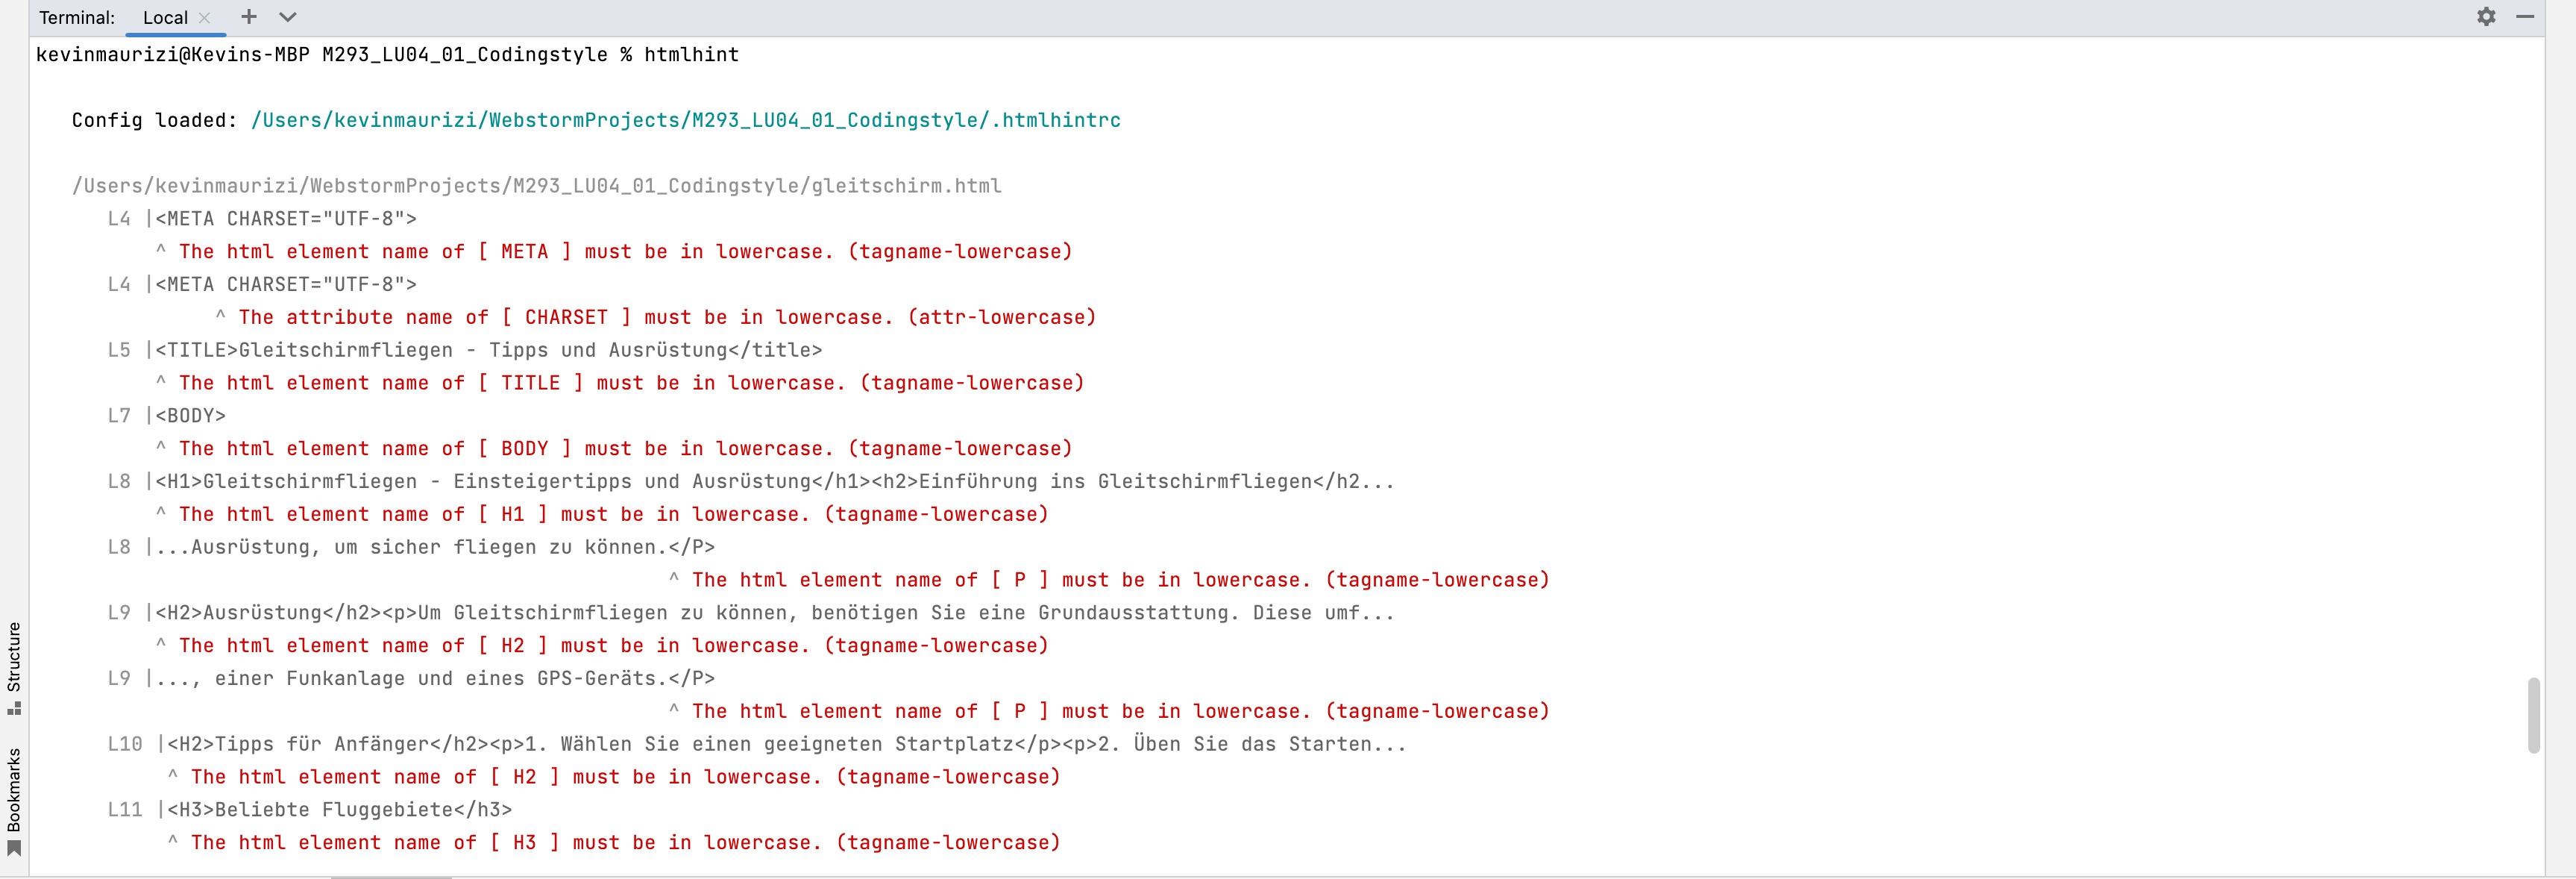 Terminal: Local
kevinmaurizi@Kevins-MBP M293_LU04_01_Codingstyle % htmlhint
Config loaded: /Users/kevinmaurizi/WebstormProjects/M293_LU04_01_Codingstyle/.htmlhintrc
/Users/kevinmaurizi/WebstormProjects/M293_LU04_01_Codingstyle/gleitschirm.html
L4 |<META CHARSET="UTF-8">
^ The html element name of [ META ] must be in lowercase. (tagname-lowercase)
L4 |<META CHARSET="UTF-8">
^ The attribute name of [ CHARSET ] must be in lowercase. (attr-lowercase)
L5 |<TITLE>Gleitschirmfliegen - Tipps und Ausrüstung</title>
^ The html element name of [ TITLE ] must be in lowercase. (tagname-lowercase)
L7 |<BODY>
^ The html element name of [ BODY ] must be in lowercase. (tagname-lowercase)
L8 |<H1>Gleitschirmfliegen - Einsteigertipps und Ausrüstung</h1><h2>Einführung ins Gleitschirmfliegen</h2...
^ The html element name of [ H1 ] must be in lowercase. (tagname-lowercase)
L8 |...Ausrüstung, um sicher fliegen zu können.</P>
^ The html element name of [ P ] must be in lowercase. (tagname-lowercase)
L9 |<H2>Ausrüstung</h2><p>Um Gleitschirmfliegen zu können, benötigen Sie eine Grundausstattung. Diese umf...
^ The html element name of [ H2 ] must be in lowercase. (tagname-lowercase)
L9 |..., einer Funkanlage und eines GPS-Geräts.</P>
^ The html element name of [ P ] must be in lowercase. (tagname-lowercase)
L10 |<H2>Tipps für Anfänger</h2><p>1. Wählen Sie einen geeigneten Startplatz</p><p>2. Üben Sie das Starten...
^ The html element name of [ H2 ] must be in lowercase. (tagname-lowercase)
L11 |<H3>Beliebte Fluggebiete</h3>
^ The html element name of [ H3 ] must be in lowercase. (tagname-lowercase)
Structure
Bookmarks